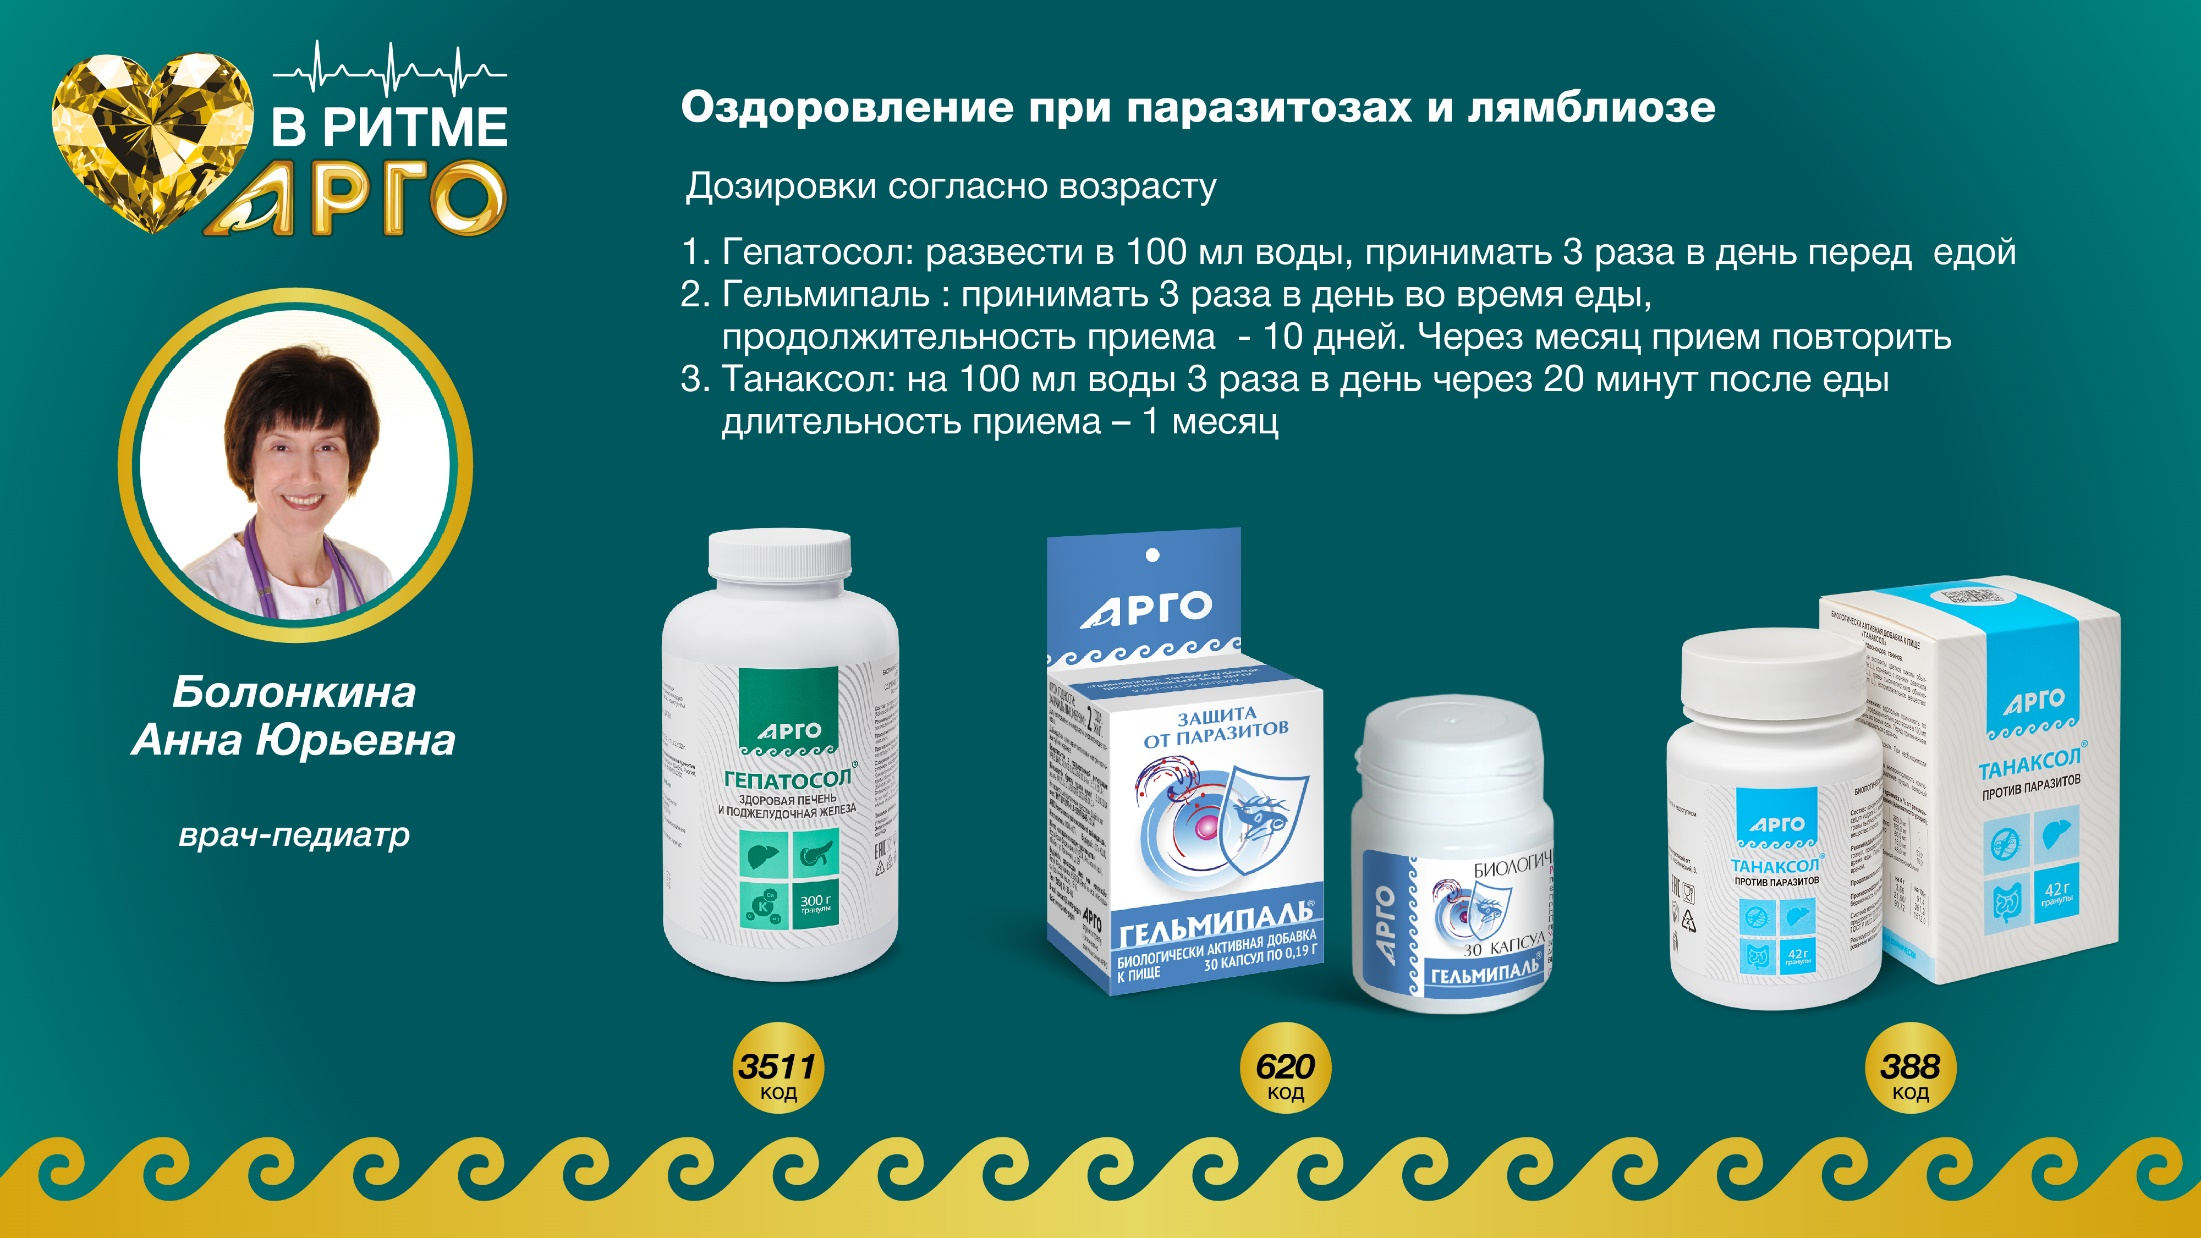 В РИТМЕ
АРГО
Оздоровление при паразитозах и лямблиозе
Дозировки согласно возрасту
1. Гепатосол: развести в 100 мл воды, принимать 3 раза в день перед едой
2. Гельмипаль : принимать 3 раза в день во время еды,
продолжительность приема - 10 дней. Через месяц прием повторить
3. Танаксол: на 100 мл воды 3 раза в день через 20 минут после еды
длительность приема – 1 месяц
Болонкина
Анна Юрьевна
врач-педиатр
АРГО
ГЕПАТОСОЛ®
ЗДОРОВАЯ ПЕЧЕНЬ
И ПОДЖЕЛУДОЧНАЯ ЖЕЛЕЗА
K
300 г
гранулы
АРГО
ЗАЩИТА
ОТ ПАРАЗИТОВ
ГЕЛЬМИПАЛЬ®
БИОЛОГИЧЕСКИ АКТИВНАЯ ДОБАВКА
К ПИЩЕ 30 КАПСУЛ ПО 0,19 Г
АРГО
БИОЛОГИЧ
30 КАПСУЛ
ГЕЛЬМИПАЛЬ®
АРГО
ТАНАКСОЛ®
ПРОТИВ ПАРАЗИТОВ
42 г
гранулы
АРГО
ТАНАКСОЛ®
ПРОТИВ ПАРАЗИТОВ
42 г
гранулы
3511
код
620
код
388
код